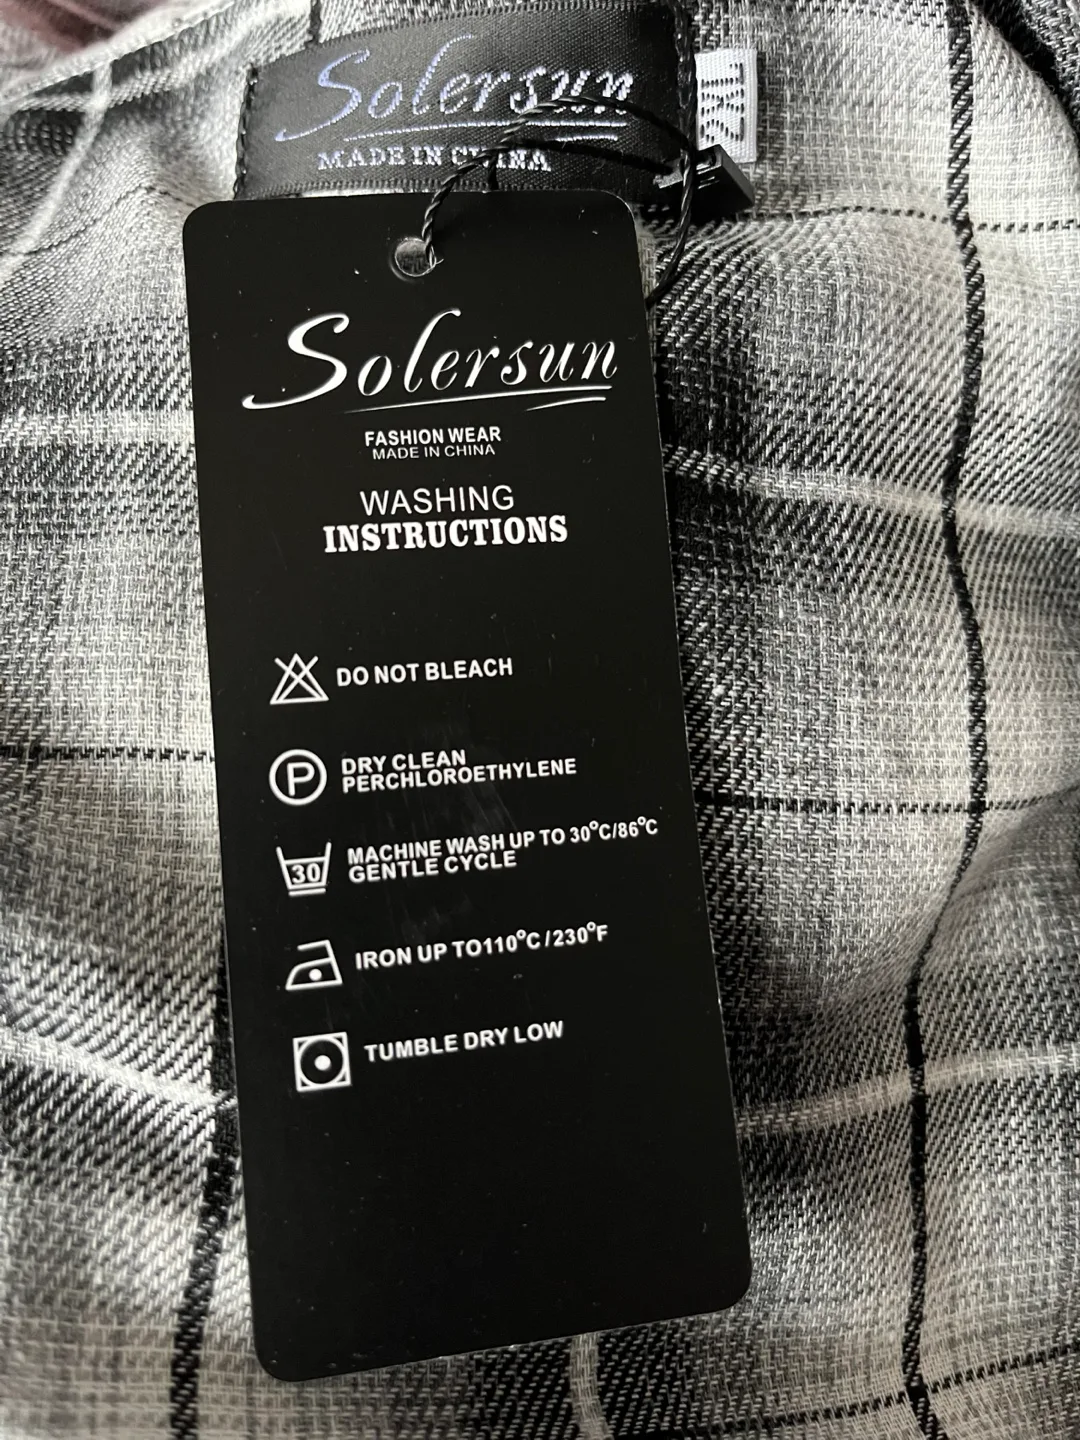 Solersun
MADE IN CHINA
Solersun
FASHION WEAR
MADE IN CHINA
WASHING
INSTRUCTIONS
DO NOT BLEACH
P
DRY CLEAN
PERCHLOROETHYLENE
30
MACHINE WASH UP TO 30°C/86°C
GENTLE CYCLE
IRON UP TO110°C/230°F
TUMBLE DRY LOW